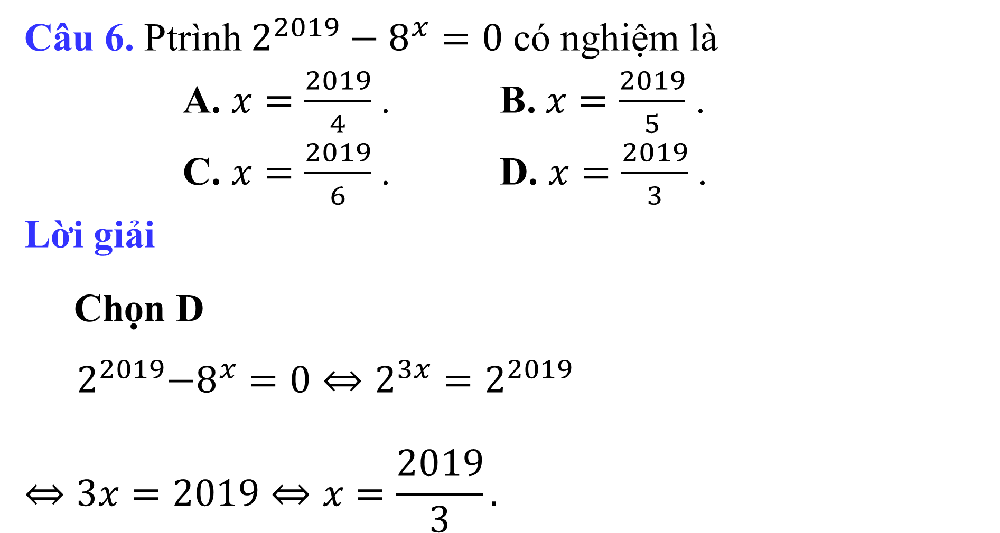 Câu 6. Ptrình $2^{2019} - 8^x = 0$ có nghiệm là
A. $x = \frac{2019}{4}$ . B. $x = \frac{2019}{5}$ .
C. $x = \frac{2019}{6}$ . D. $x = \frac{2019}{3}$ .
Lời giải
Chọn D
$2^{2019} - 8^x = 0 \Leftrightarrow 2^{3x} = 2^{2019}$
$\Leftrightarrow 3x = 2019 \Leftrightarrow x = \frac{2019}{3}$.